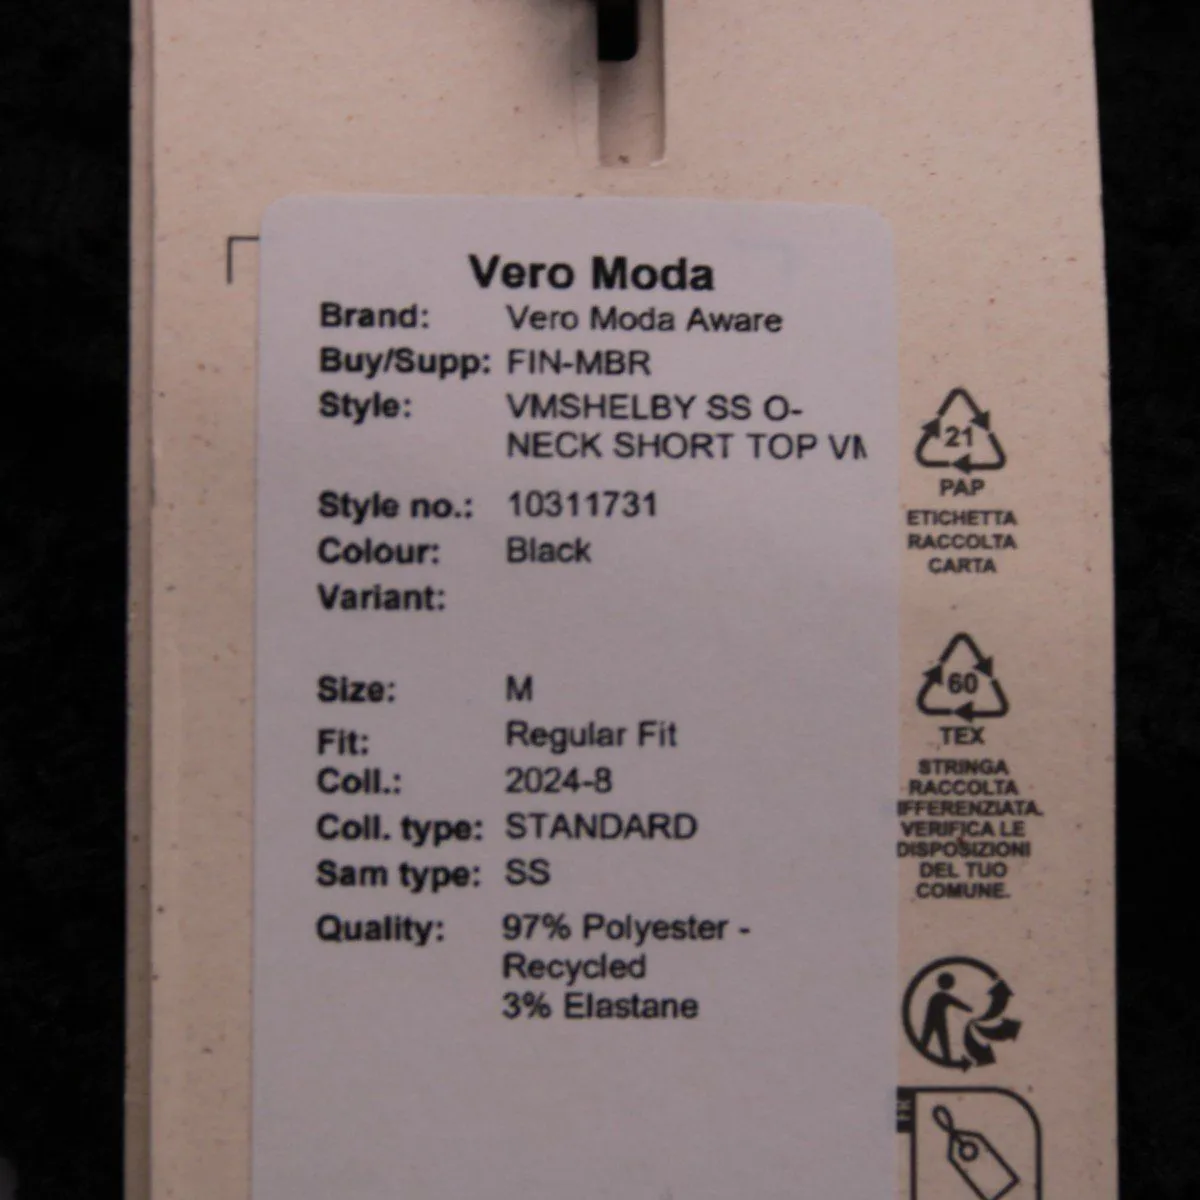 Vero Moda
Brand: Vero Moda Aware
Buy/Supp: FIN-MBR
Style: VMSHELBY SS O-
NECK SHORT TOP
Style no.: 10311731
Colour: Black
Variant:
Size: M
Fit: Regular Fit
Coll.: 2024-8
Coll. type: STANDARD
Sam type: SS
Quality: 97% Polyester -
Recycled
3% Elastane
21
PAP
ETICHETTA
RACCOLTA
CARTA
60
TEX
STRINGA
RACCOLTA
IFFERENZIATA.
VERIFICA LE
DISPOSIZIONI
DEL TUO
COMUNE.
FR